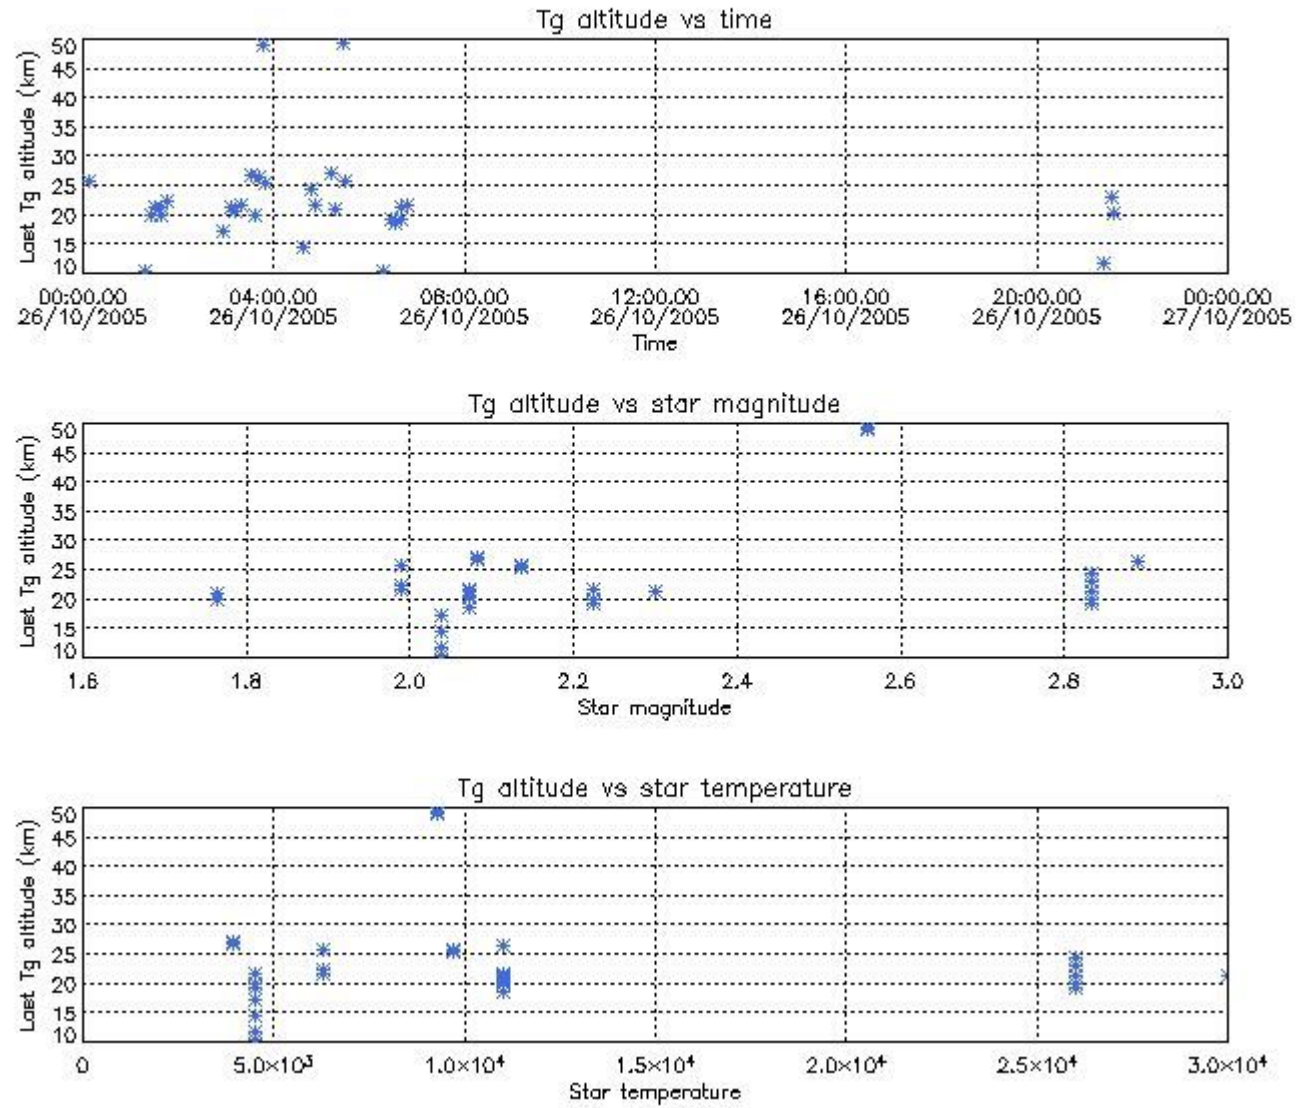 Tg altitude vs time
Last Tg altitude (km)
50
45
40
35
30
25
20
15
10
00:00.00 04:00.00 08:00.00 12:00.00 16:00.00 20:00.00 00:00.00
26/10/2005 26/10/2005 26/10/2005 26/10/2005 26/10/2005 26/10/2005 27/10/2005
Time
Tg altitude vs star magnitude
Last Tg altitude (km)
50
45
40
35
30
25
20
15
10
1.6 1.8 2.0 2.2 2.4 2.6 2.8 3.0
Star magnitude
Tg altitude vs star temperature
Last Tg altitude (km)
50
45
40
35
30
25
20
15
10
0 5.0×10³ 1.0×10⁴ 1.5×10⁴ 2.0×10⁴ 2.5×10⁴ 3.0×10⁴
Star temperature